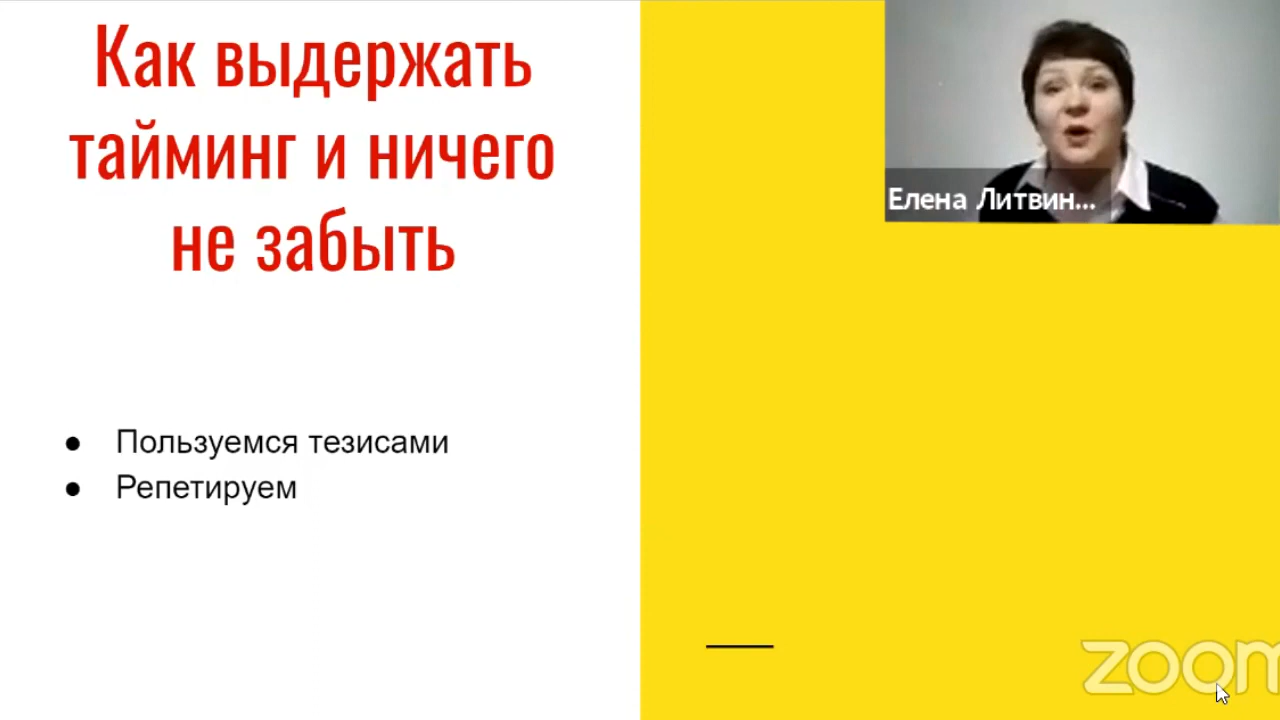 Как выдержать
тайминг и ничего
не забыть
Елена Литвин...
● Пользуемся тезисами
● Репетируем
zoom